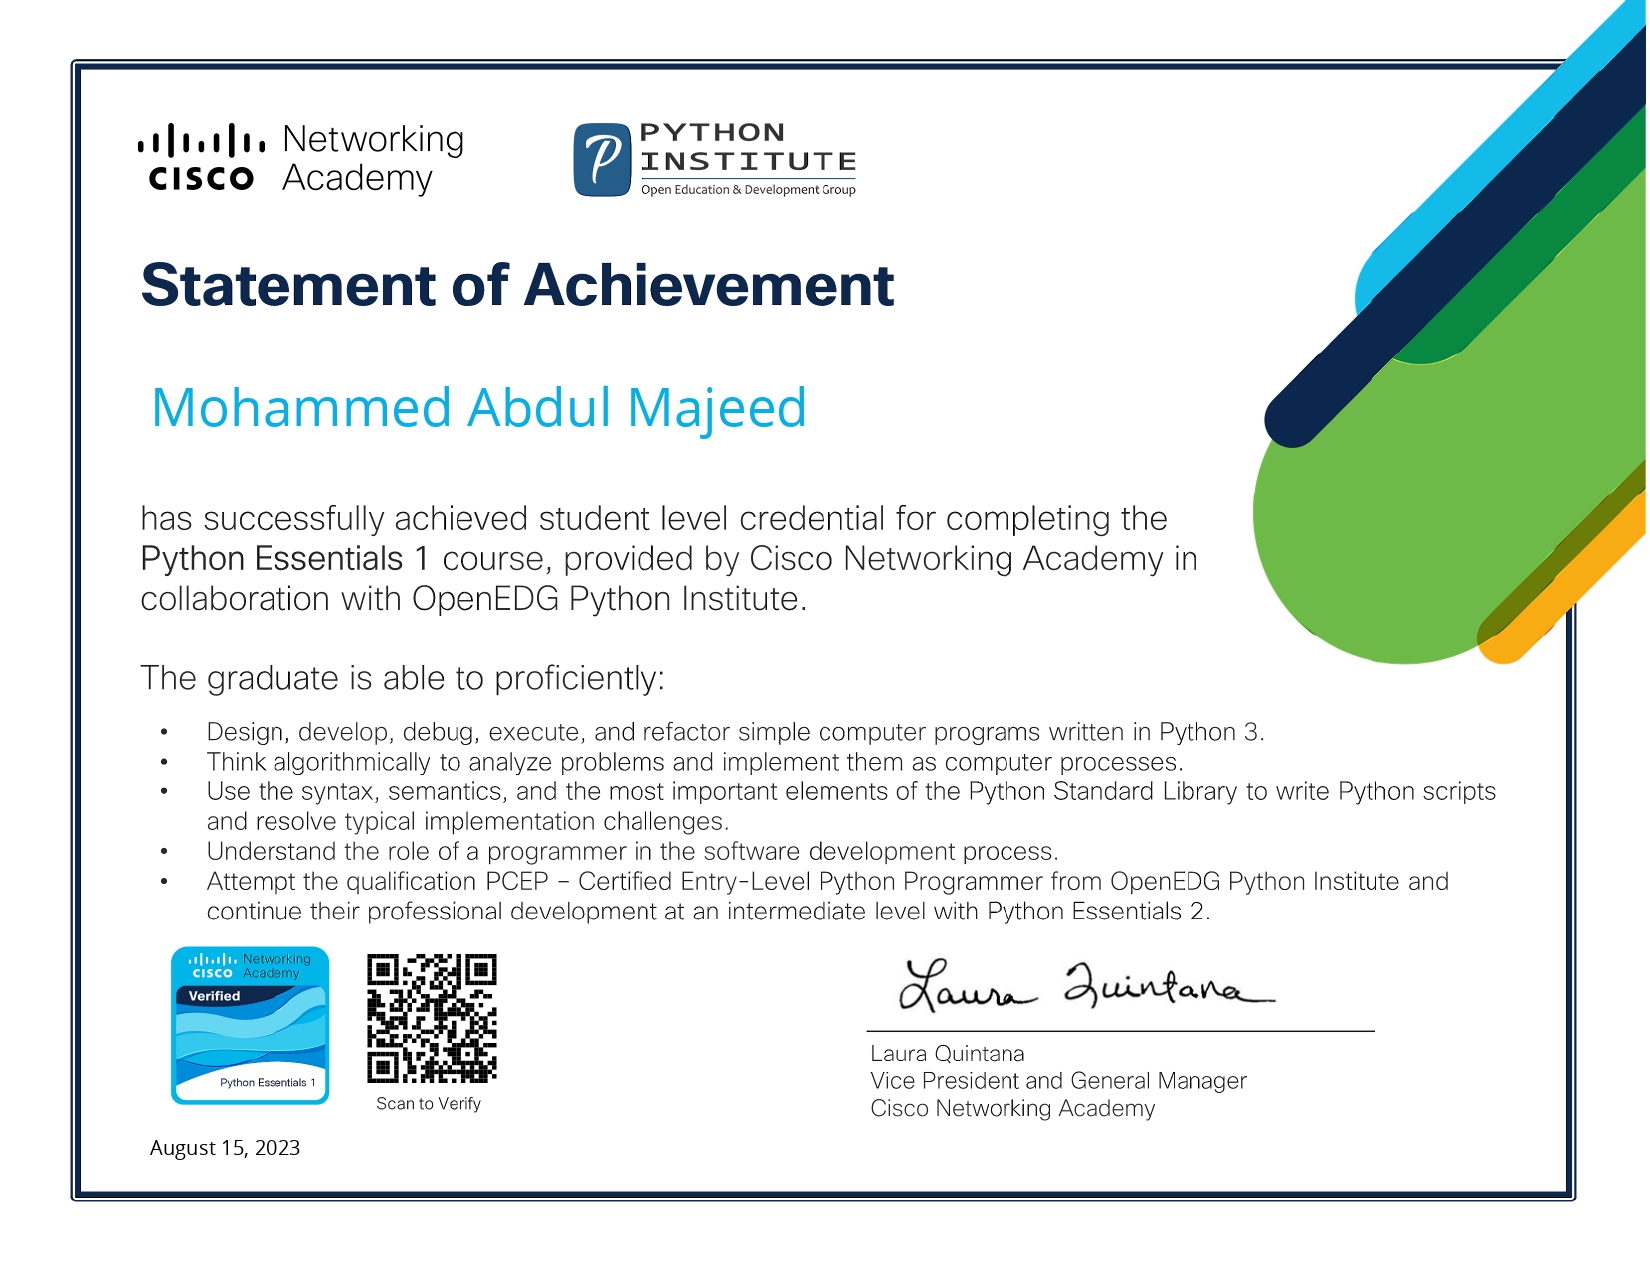 CISCO Networking Academy
PYTHON INSTITUTE
Open Education & Development Group
Statement of Achievement
Mohammed Abdul Majeed
has successfully achieved student level credential for completing the
Python Essentials 1 course, provided by Cisco Networking Academy in
collaboration with OpenEDG Python Institute.
The graduate is able to proficiently:
• Design, develop, debug, execute, and refactor simple computer programs written in Python 3.
• Think algorithmically to analyze problems and implement them as computer processes.
• Use the syntax, semantics, and the most important elements of the Python Standard Library to write Python scripts
and resolve typical implementation challenges.
• Understand the role of a programmer in the software development process.
• Attempt the qualification PCEP – Certified Entry-Level Python Programmer from OpenEDG Python Institute and
continue their professional development at an intermediate level with Python Essentials 2.
CISCO Networking Academy
Verified
Python Essentials 1
Scan to Verify
Laura Quintana
Laura Quintana
Vice President and General Manager
Cisco Networking Academy
August 15, 2023